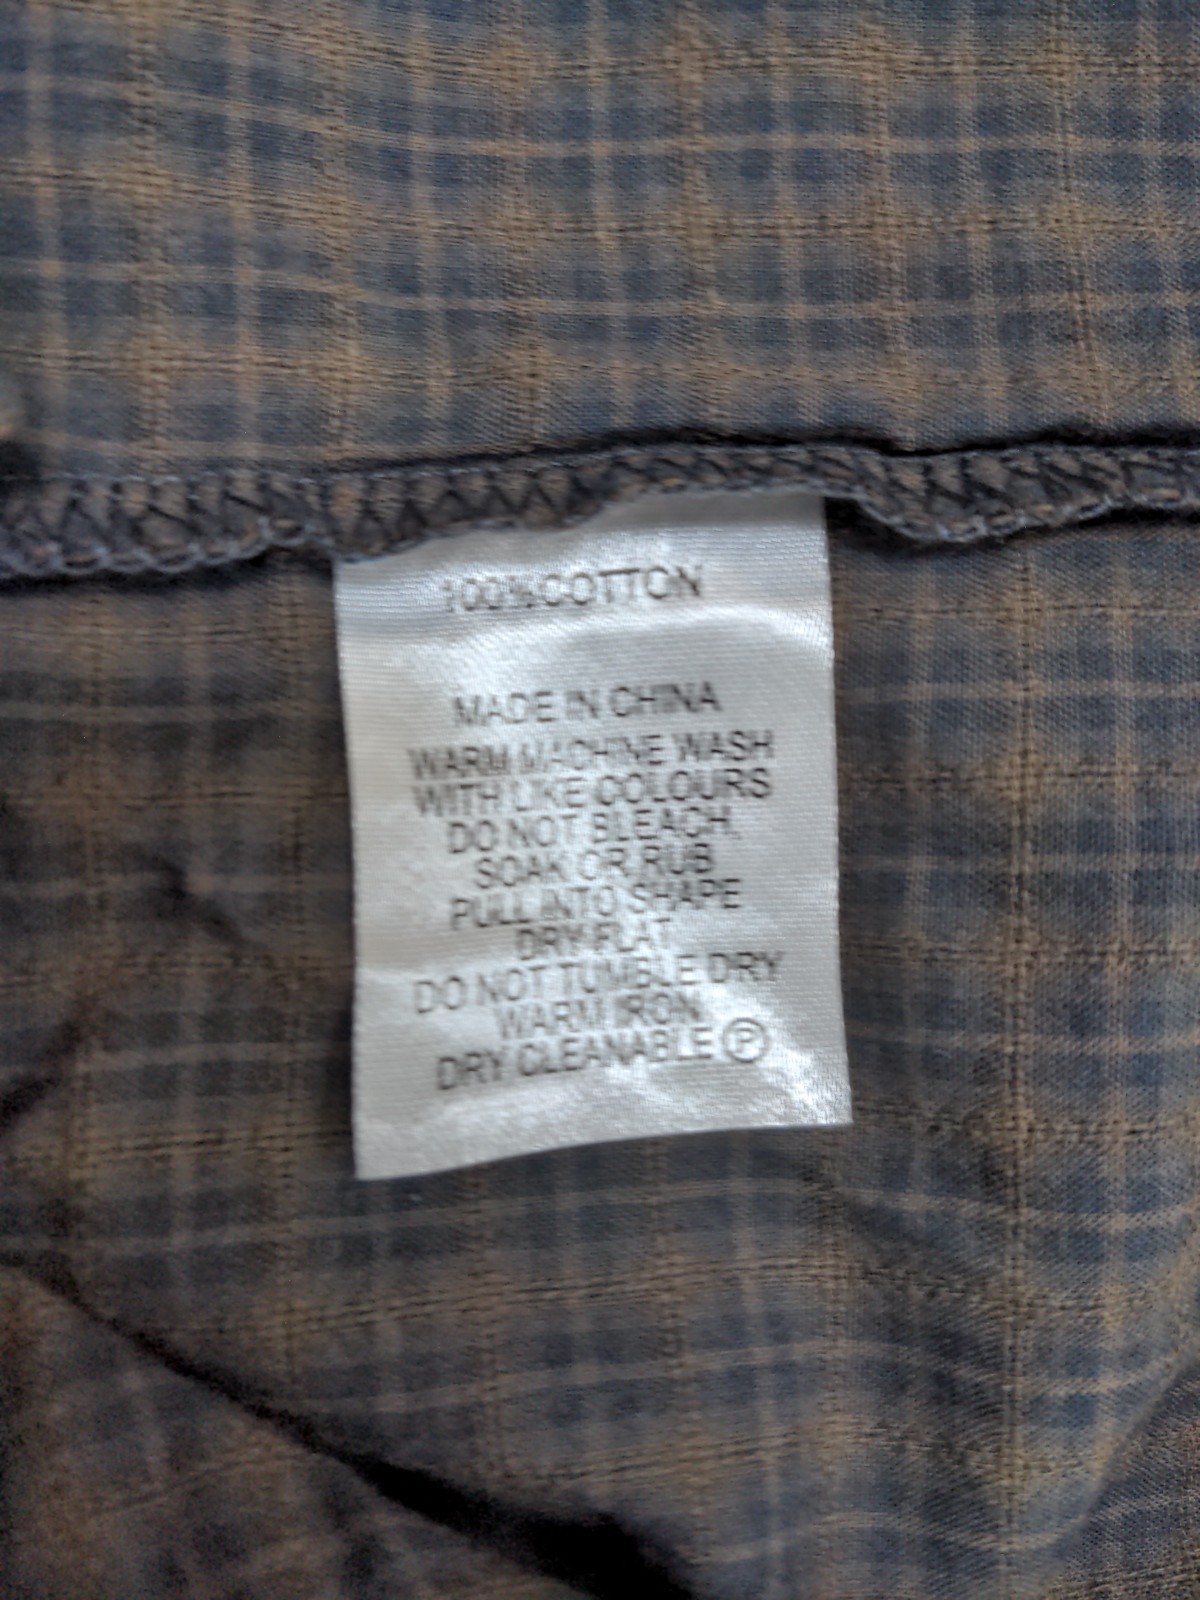 100%COTTON
MADE IN CHINA
WARM MACHINE WASH
WITH LIKE COLOURS
DO NOT BLEACH,
SOAK OR RUB
PULL INTO SHAPE
DRY FLAT
DO NOT TUMBLE DRY
WARM IRON
DRY CLEANABLE Ⓟ